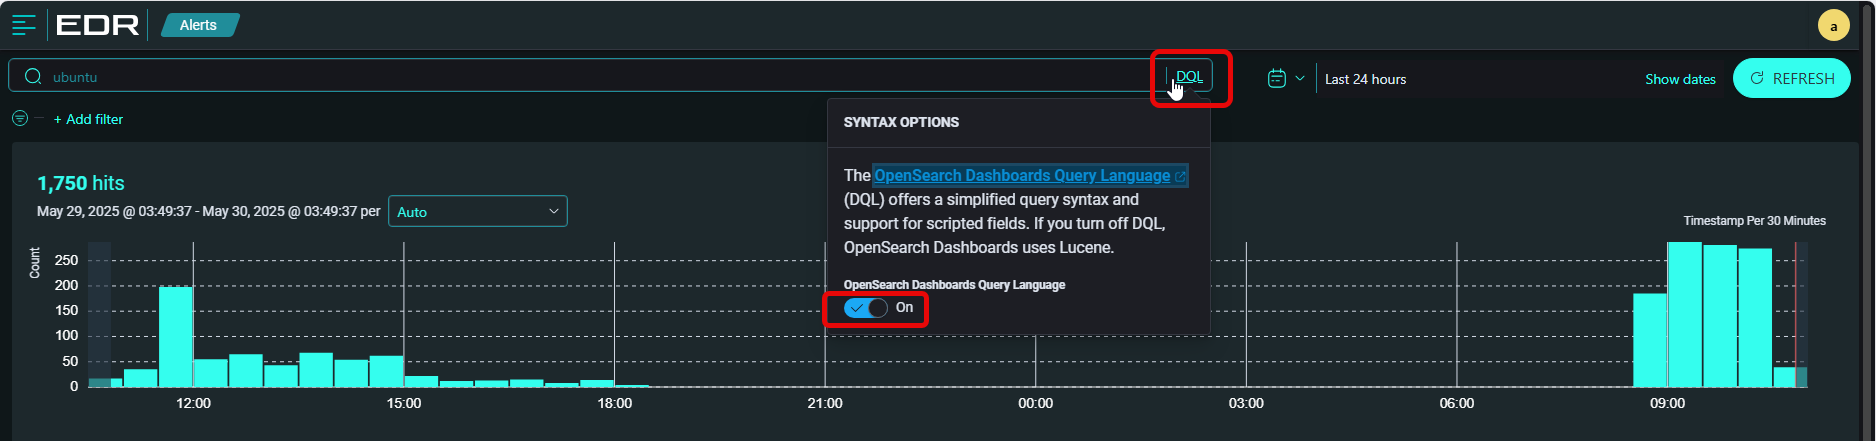 EDR
Alerts
a
ubuntu
DQL
Last 24 hours
Show dates
REFRESH
+ Add filter
SYNTAX OPTIONS
The OpenSearch Dashboards Query Language
(DQL) offers a simplified query syntax and
support for scripted fields. If you turn off DQL,
OpenSearch Dashboards uses Lucene.
OpenSearch Dashboards Query Language
On
1,750 hits
May 29, 2025 @ 03:49:37 - May 30, 2025 @ 03:49:37 per
Auto
Timestamp Per 30 Minutes
Count
250
200
150
100
50
0
12:00
15:00
18:00
21:00
00:00
03:00
06:00
09:00